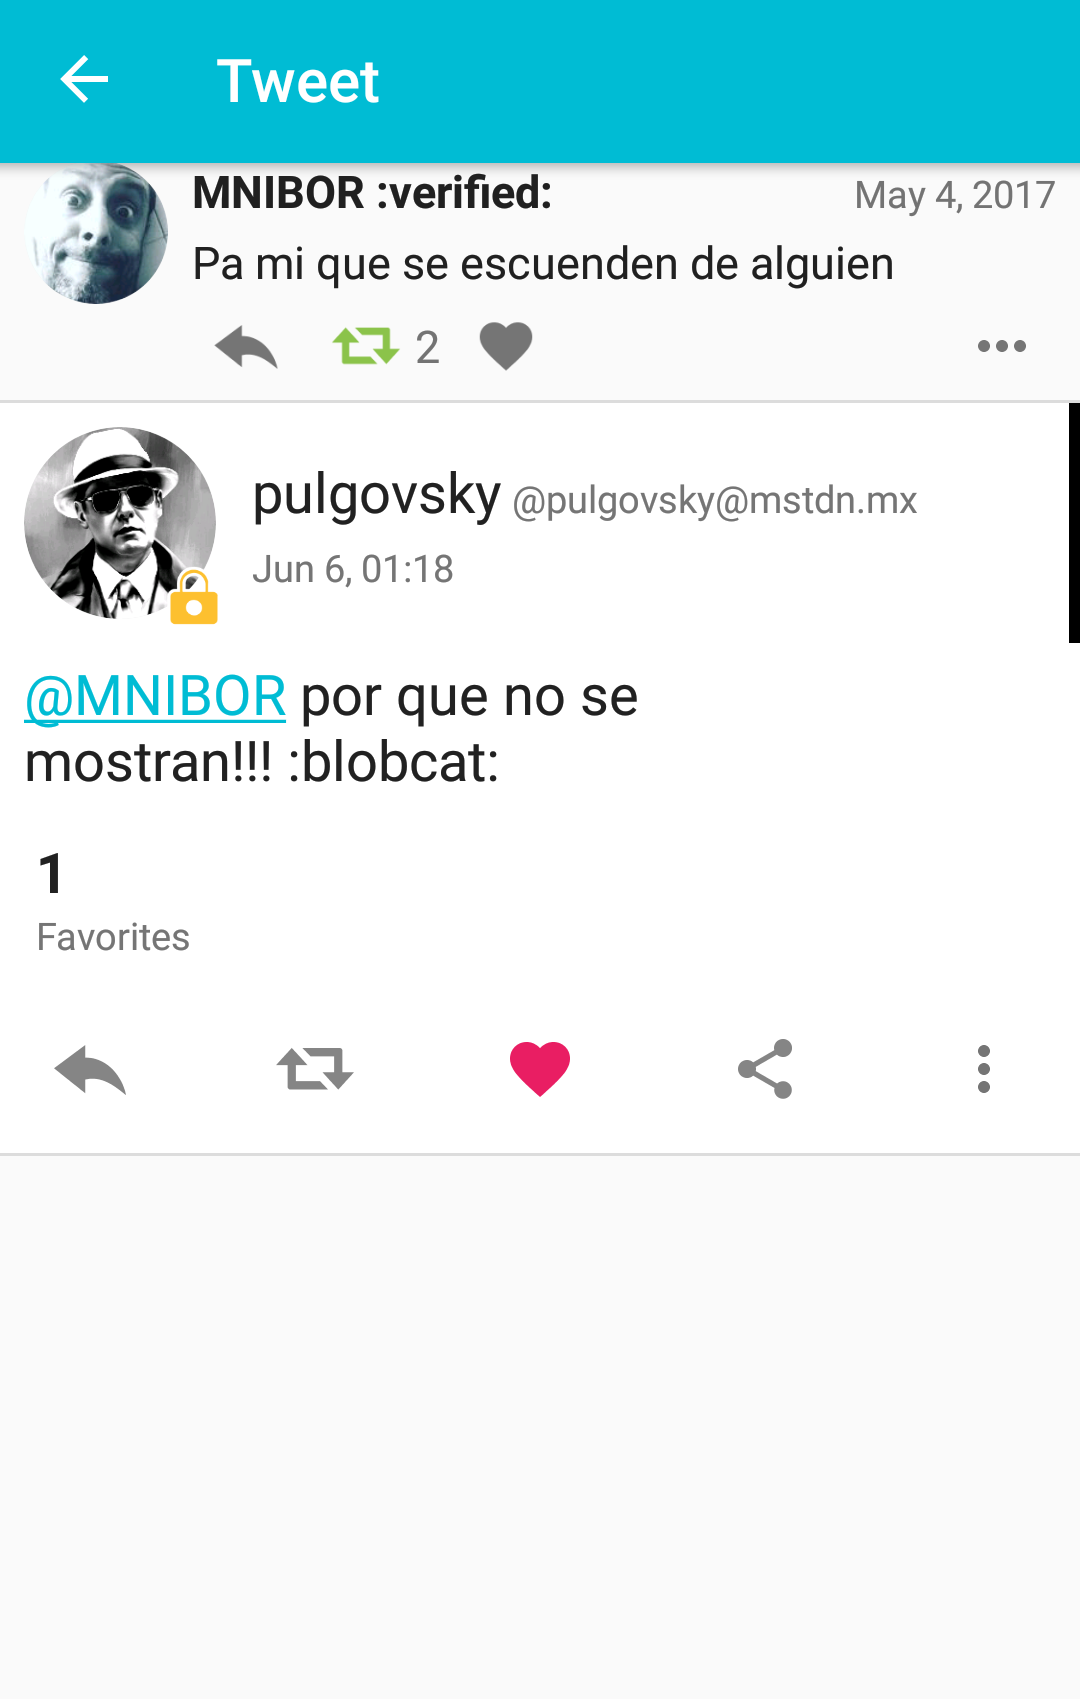 Tweet
MNIBOR :verified: May 4, 2017
Pa mi que se escuenden de alguien
2
pulgovsky @pulgovsky@mstdn.mx
Jun 6, 01:18
@MNIBOR por que no se
mostran!!! :blobcat:
1
Favorites